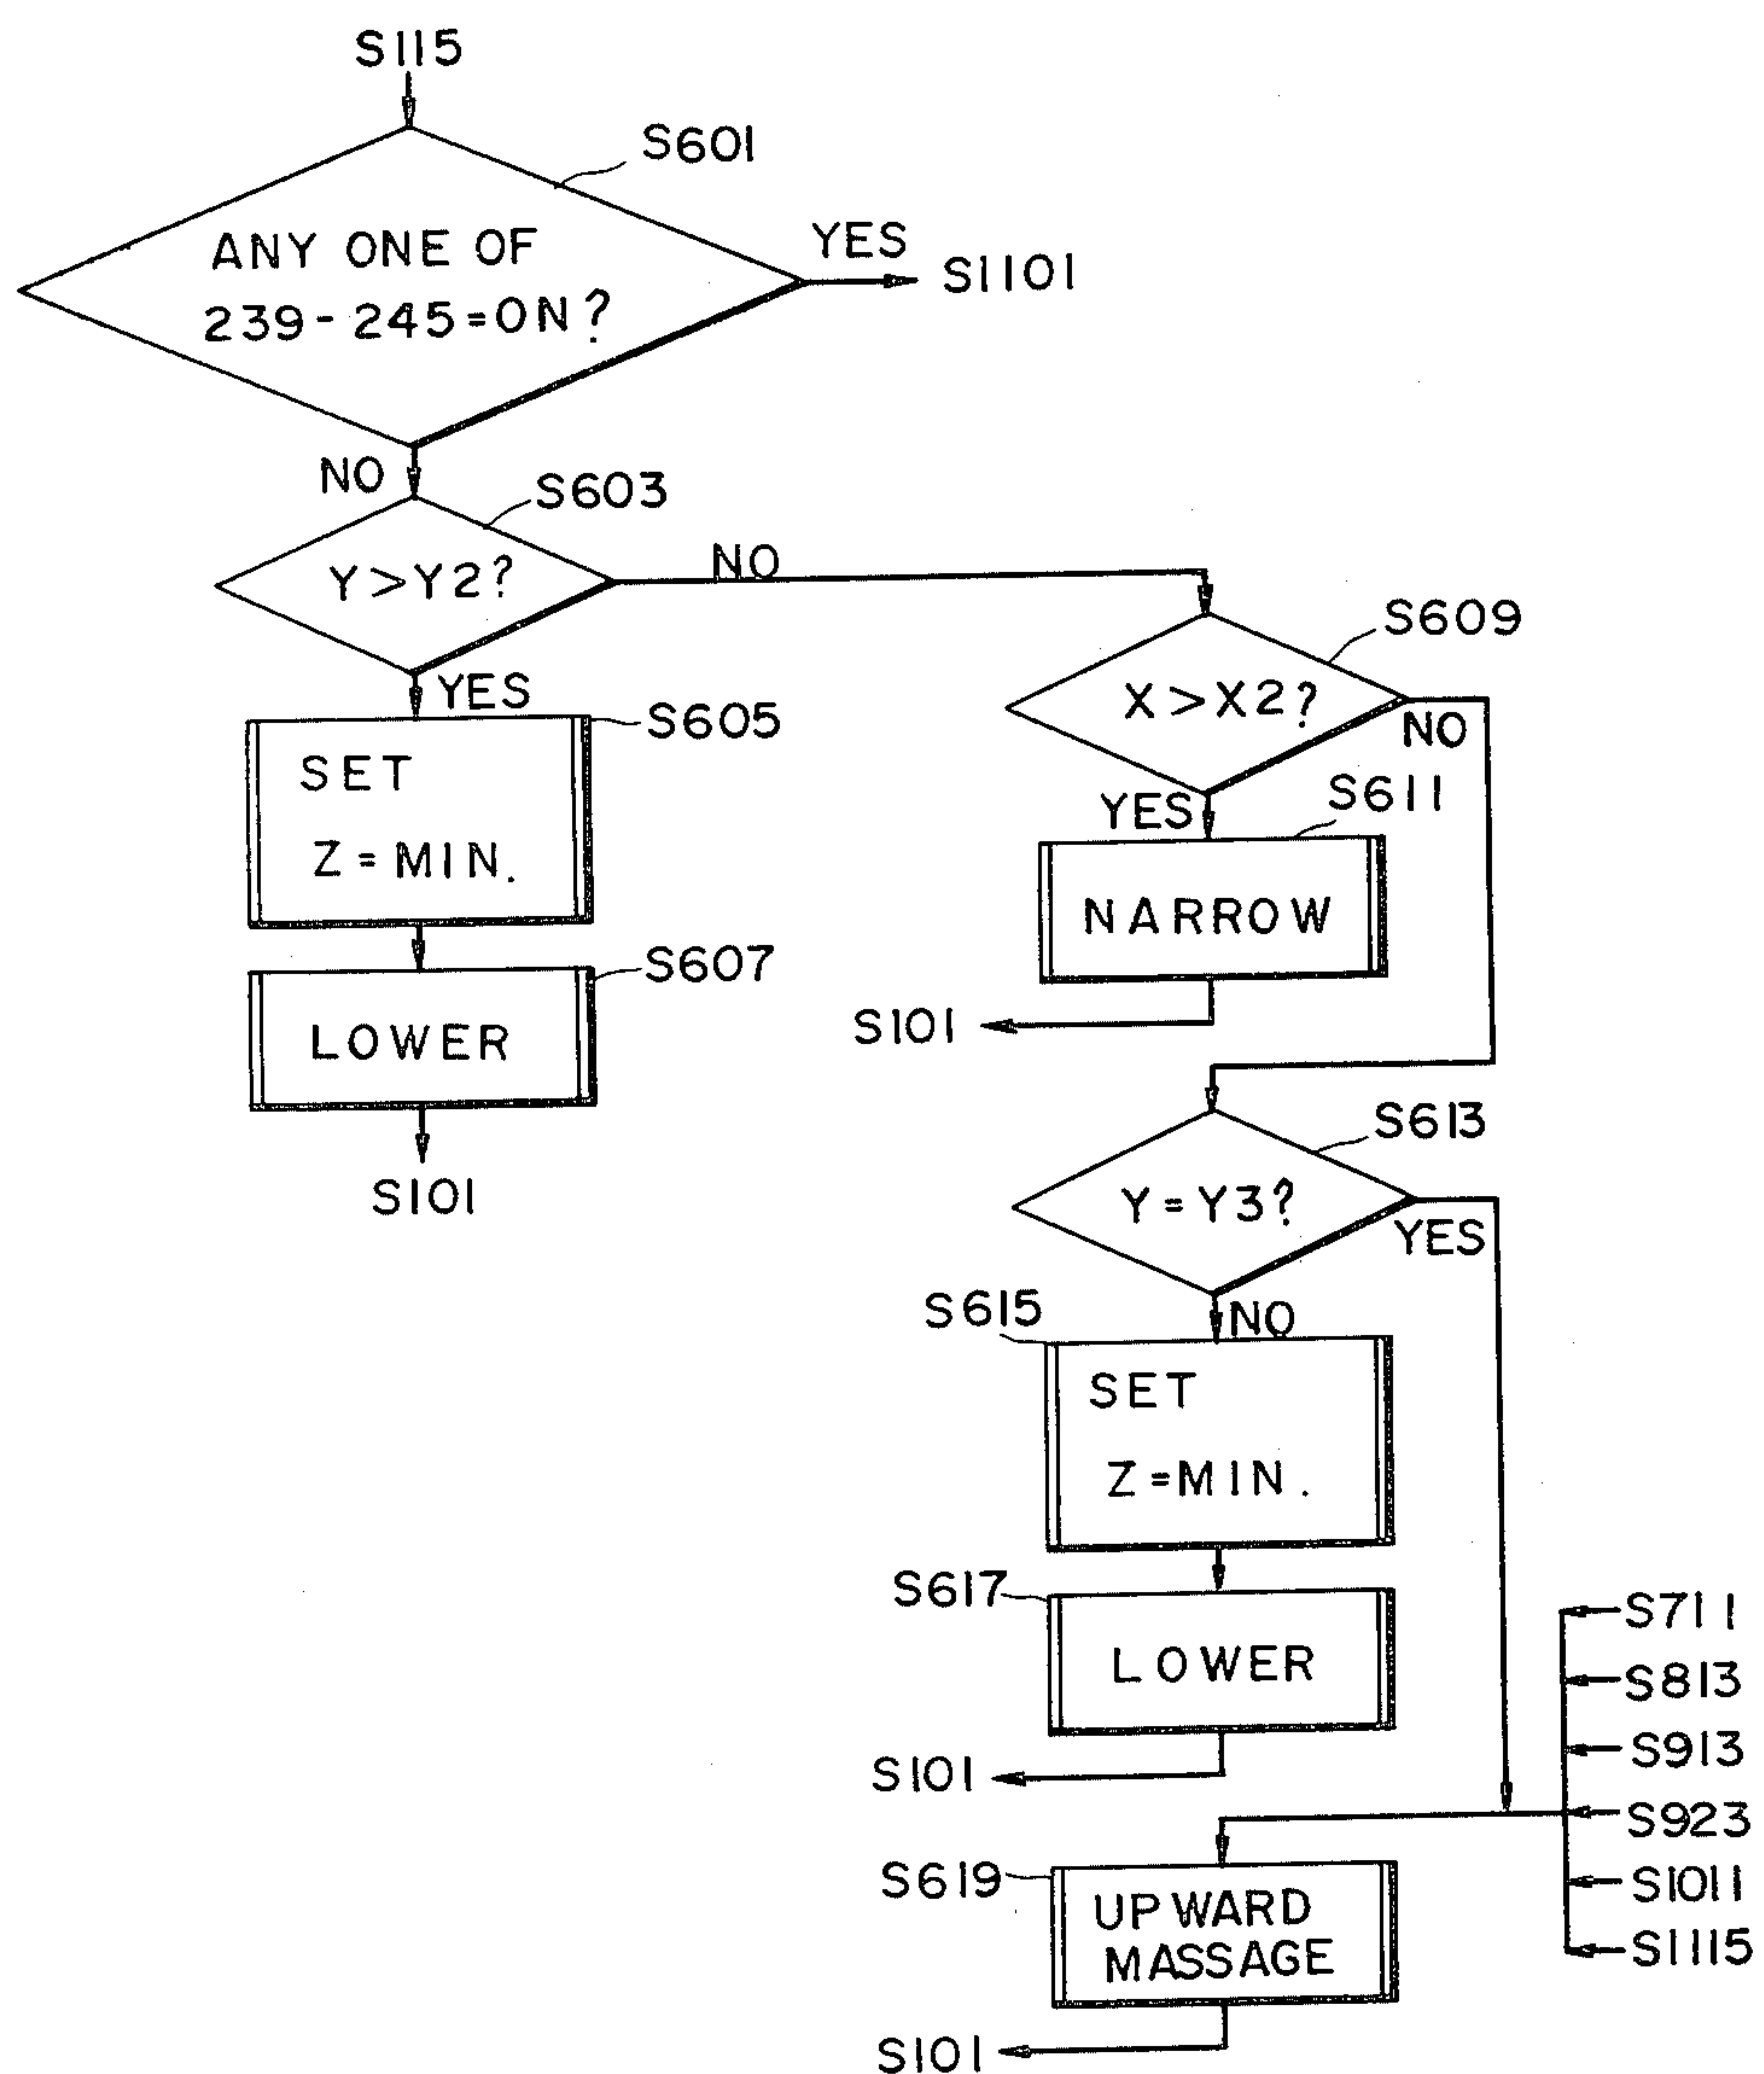 S115
S601
ANY ONE OF
239-245=ON?
YES
S1101
NO
S603
Y>Y2?
NO
YES
S605
SET
Z=MIN.
S607
LOWER
S101
S609
X>X2?
NO
YES
S611
NARROW
S101
S613
Y=Y3?
YES
NO
S615
SET
Z=MIN.
S617
LOWER
S101
S711
S813
S913
S923
S1011
S1115
S619
UPWARD
MASSAGE
S101